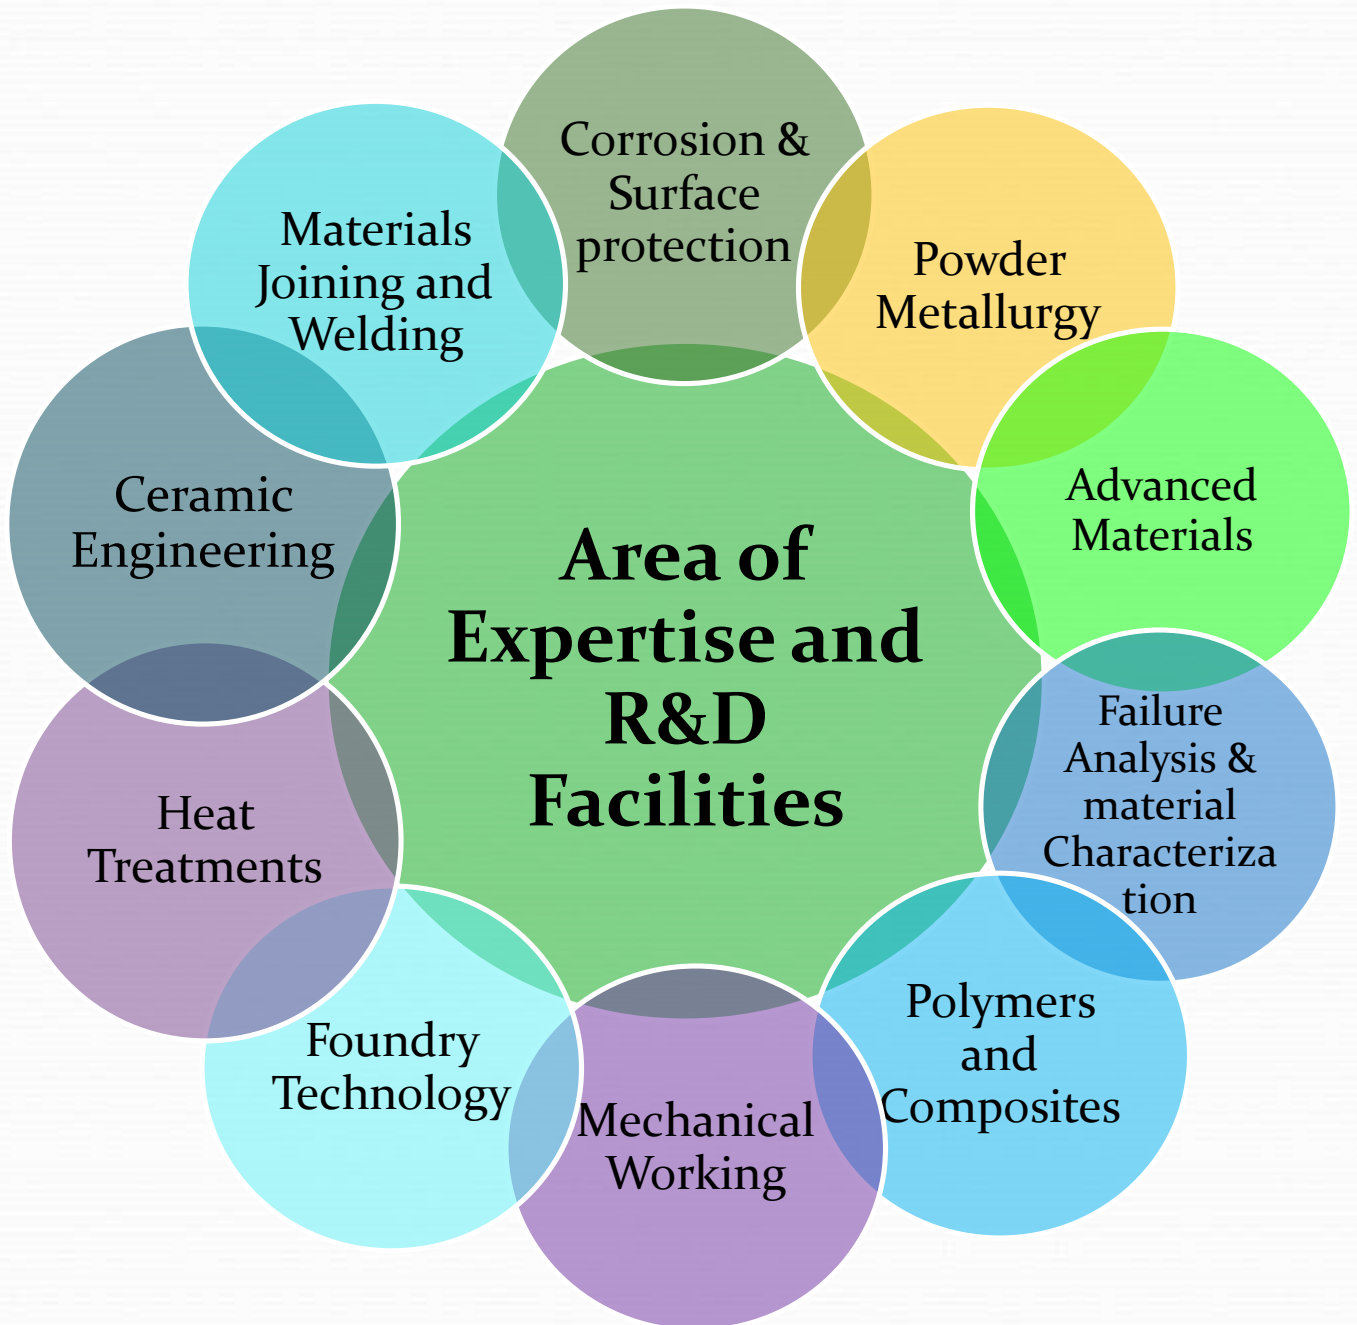 Corrosion &
Surface
protection
Powder
Metallurgy
Advanced
Materials
Failure
Analysis &
material
Characteriza
tion
Polymers
and
Composites
Mechanical
Working
Foundry
Technology
Heat
Treatments
Ceramic
Engineering
Materials
Joining and
Welding
Area of
Expertise and
R&D
Facilities